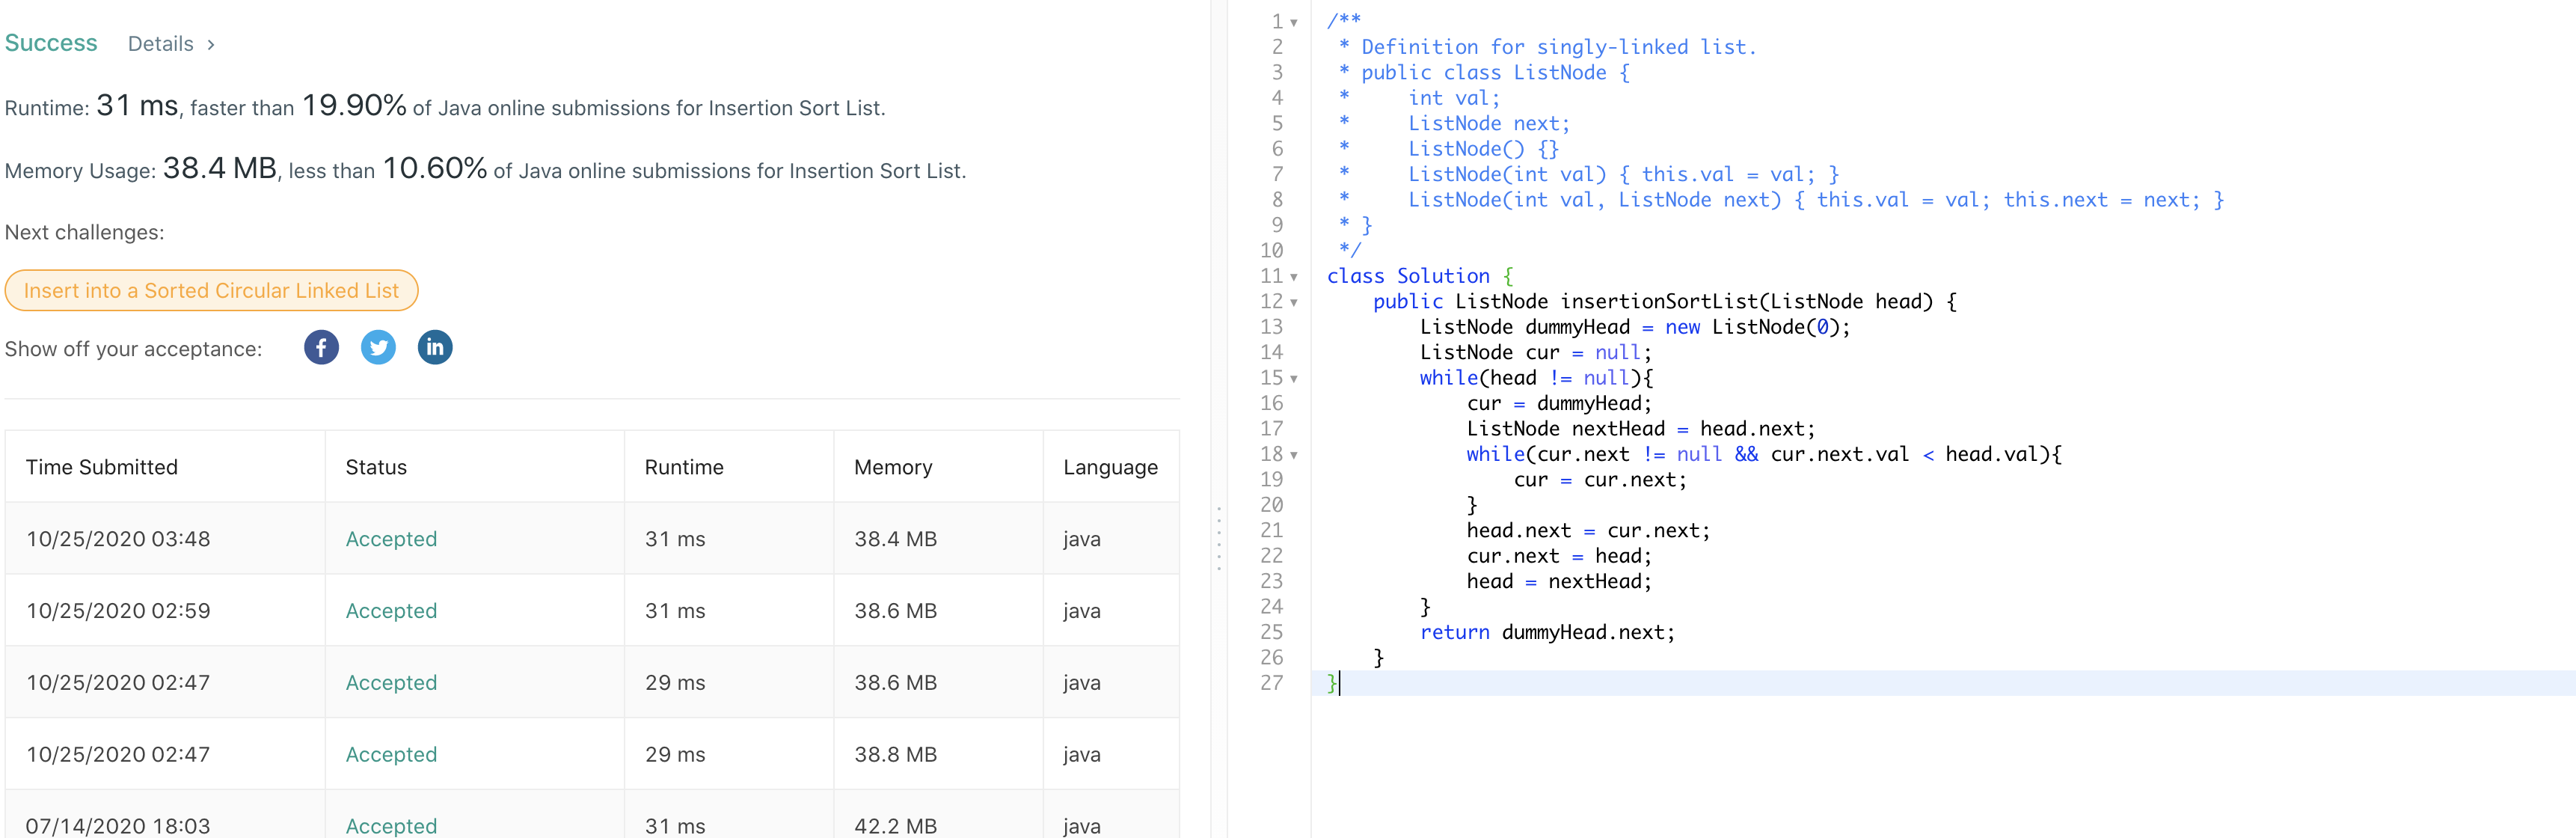 Success Details >
Runtime: 31 ms, faster than 19.90% of Java online submissions for Insertion Sort List.
Memory Usage: 38.4 MB, less than 10.60% of Java online submissions for Insertion Sort List.
Next challenges:
Insert into a Sorted Circular Linked List
Show off your acceptance:
Time Submitted Status Runtime Memory Language
10/25/2020 03:48 Accepted 31 ms 38.4 MB java
10/25/2020 02:59 Accepted 31 ms 38.6 MB java
10/25/2020 02:47 Accepted 29 ms 38.6 MB java
10/25/2020 02:47 Accepted 29 ms 38.8 MB java
07/14/2020 18:03 Accepted 31 ms 42.2 MB java
1 /**
2  * Definition for singly-linked list.
3  * public class ListNode {
4  *     int val;
5  *     ListNode next;
6  *     ListNode() {}
7  *     ListNode(int val) { this.val = val; }
8  *     ListNode(int val, ListNode next) { this.val = val; this.next = next; }
9  * }
10  */
11 class Solution {
12     public ListNode insertionSortList(ListNode head) {
13         ListNode dummyHead = new ListNode(0);
14         ListNode cur = null;
15         while(head != null){
16             cur = dummyHead;
17             ListNode nextHead = head.next;
18             while(cur.next != null && cur.next.val < head.val){
19                 cur = cur.next;
20             }
21             head.next = cur.next;
22             cur.next = head;
23             head = nextHead;
24         }
25         return dummyHead.next;
26     }
27 }